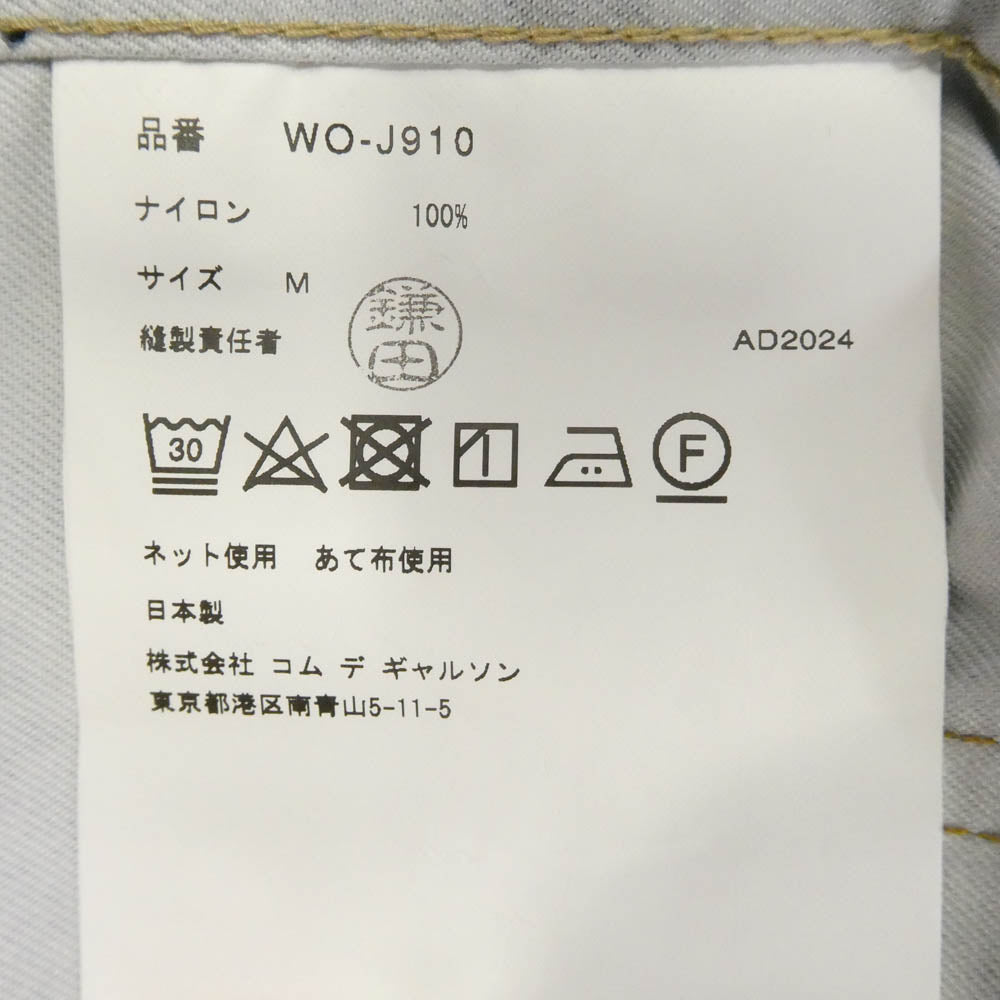 品番 WO-J910
ナイロン 100%
サイズ M
鎌田
縫製責任者 AD2024
30 F
ネット使用 あて布使用
日本製
株式会社 コム デ ギャルソン
東京都港区南青山5-11-5